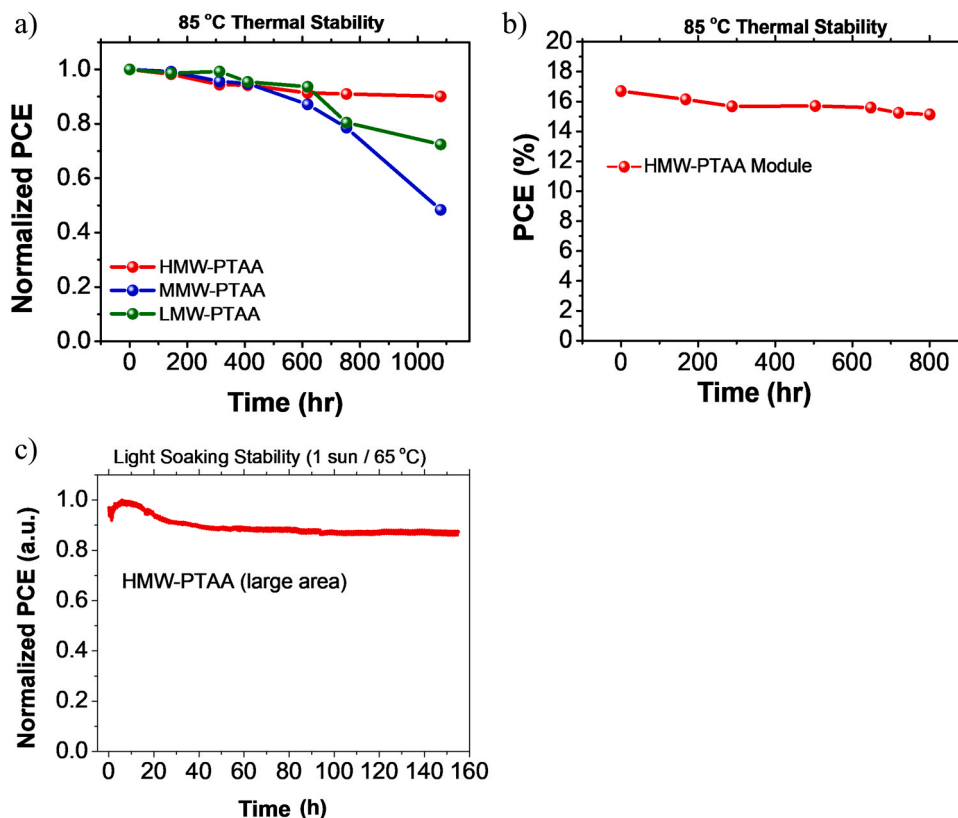 a)
85 °C Thermal Stability
1.0
0.8
0.6
0.4
0.2
0.0
Normalized PCE
HMW-PTAA
MMW-PTAA
LMW-PTAA
0 200 400 600 800 1000
Time (hr)
b)
85 °C Thermal Stability
20
18
16
14
12
10
8
6
4
2
0
PCE (%)
HMW-PTAA Module
0 200 400 600 800
Time (hr)
c)
Light Soaking Stability (1 sun / 65 °C)
1.0
0.8
0.6
0.4
0.2
0.0
Normalized PCE (a.u.)
HMW-PTAA (large area)
0 20 40 60 80 100 120 140 160
Time (h)